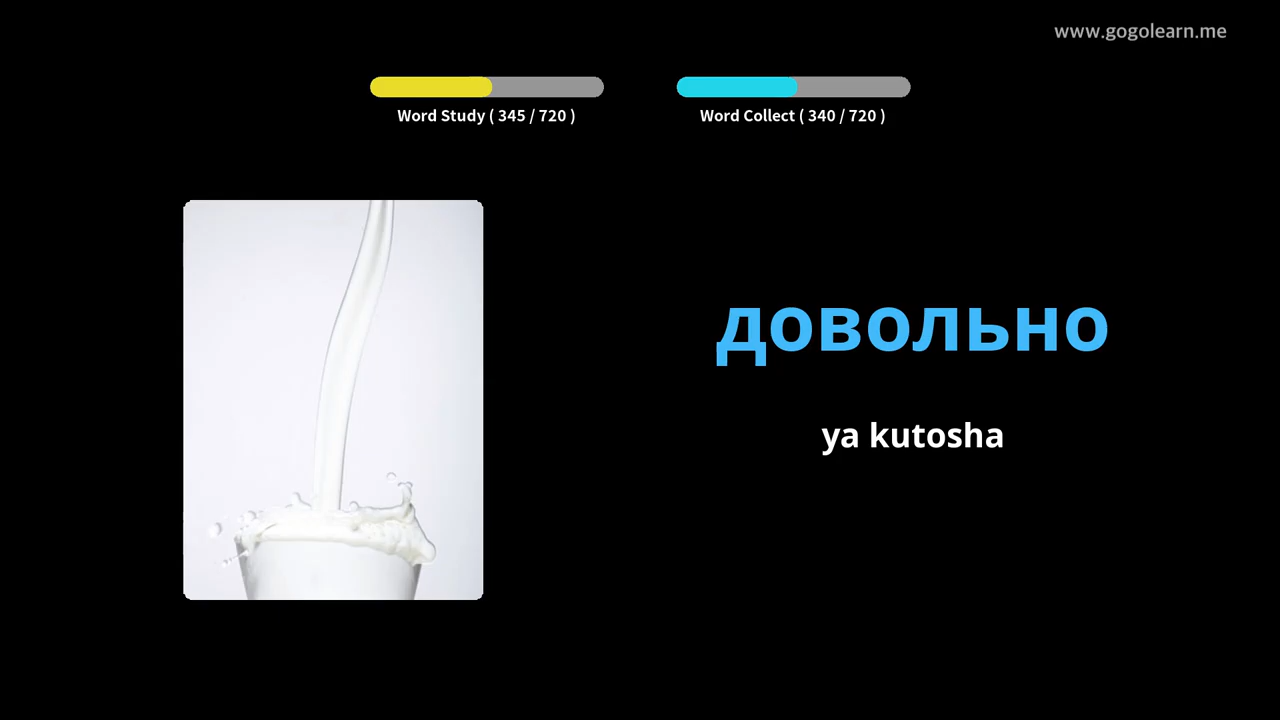 www.gogolearn.me
Word Study ( 345 / 720 )
Word Collect ( 340 / 720 )
довольно
ya kutosha